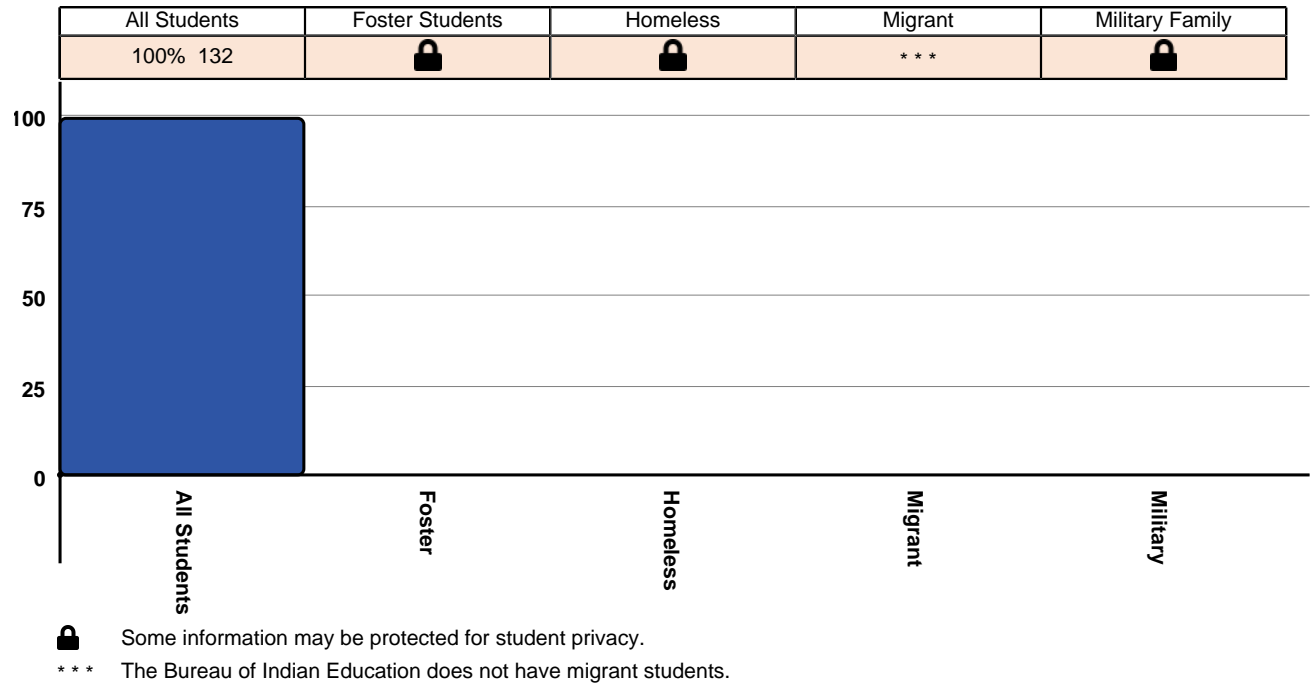 All Students Foster Students Homeless Migrant Military Family
100% 132 * * *
100
75
50
25
0
All Students
Foster
Homeless
Migrant
Military
Some information may be protected for student privacy.
* * * The Bureau of Indian Education does not have migrant students.